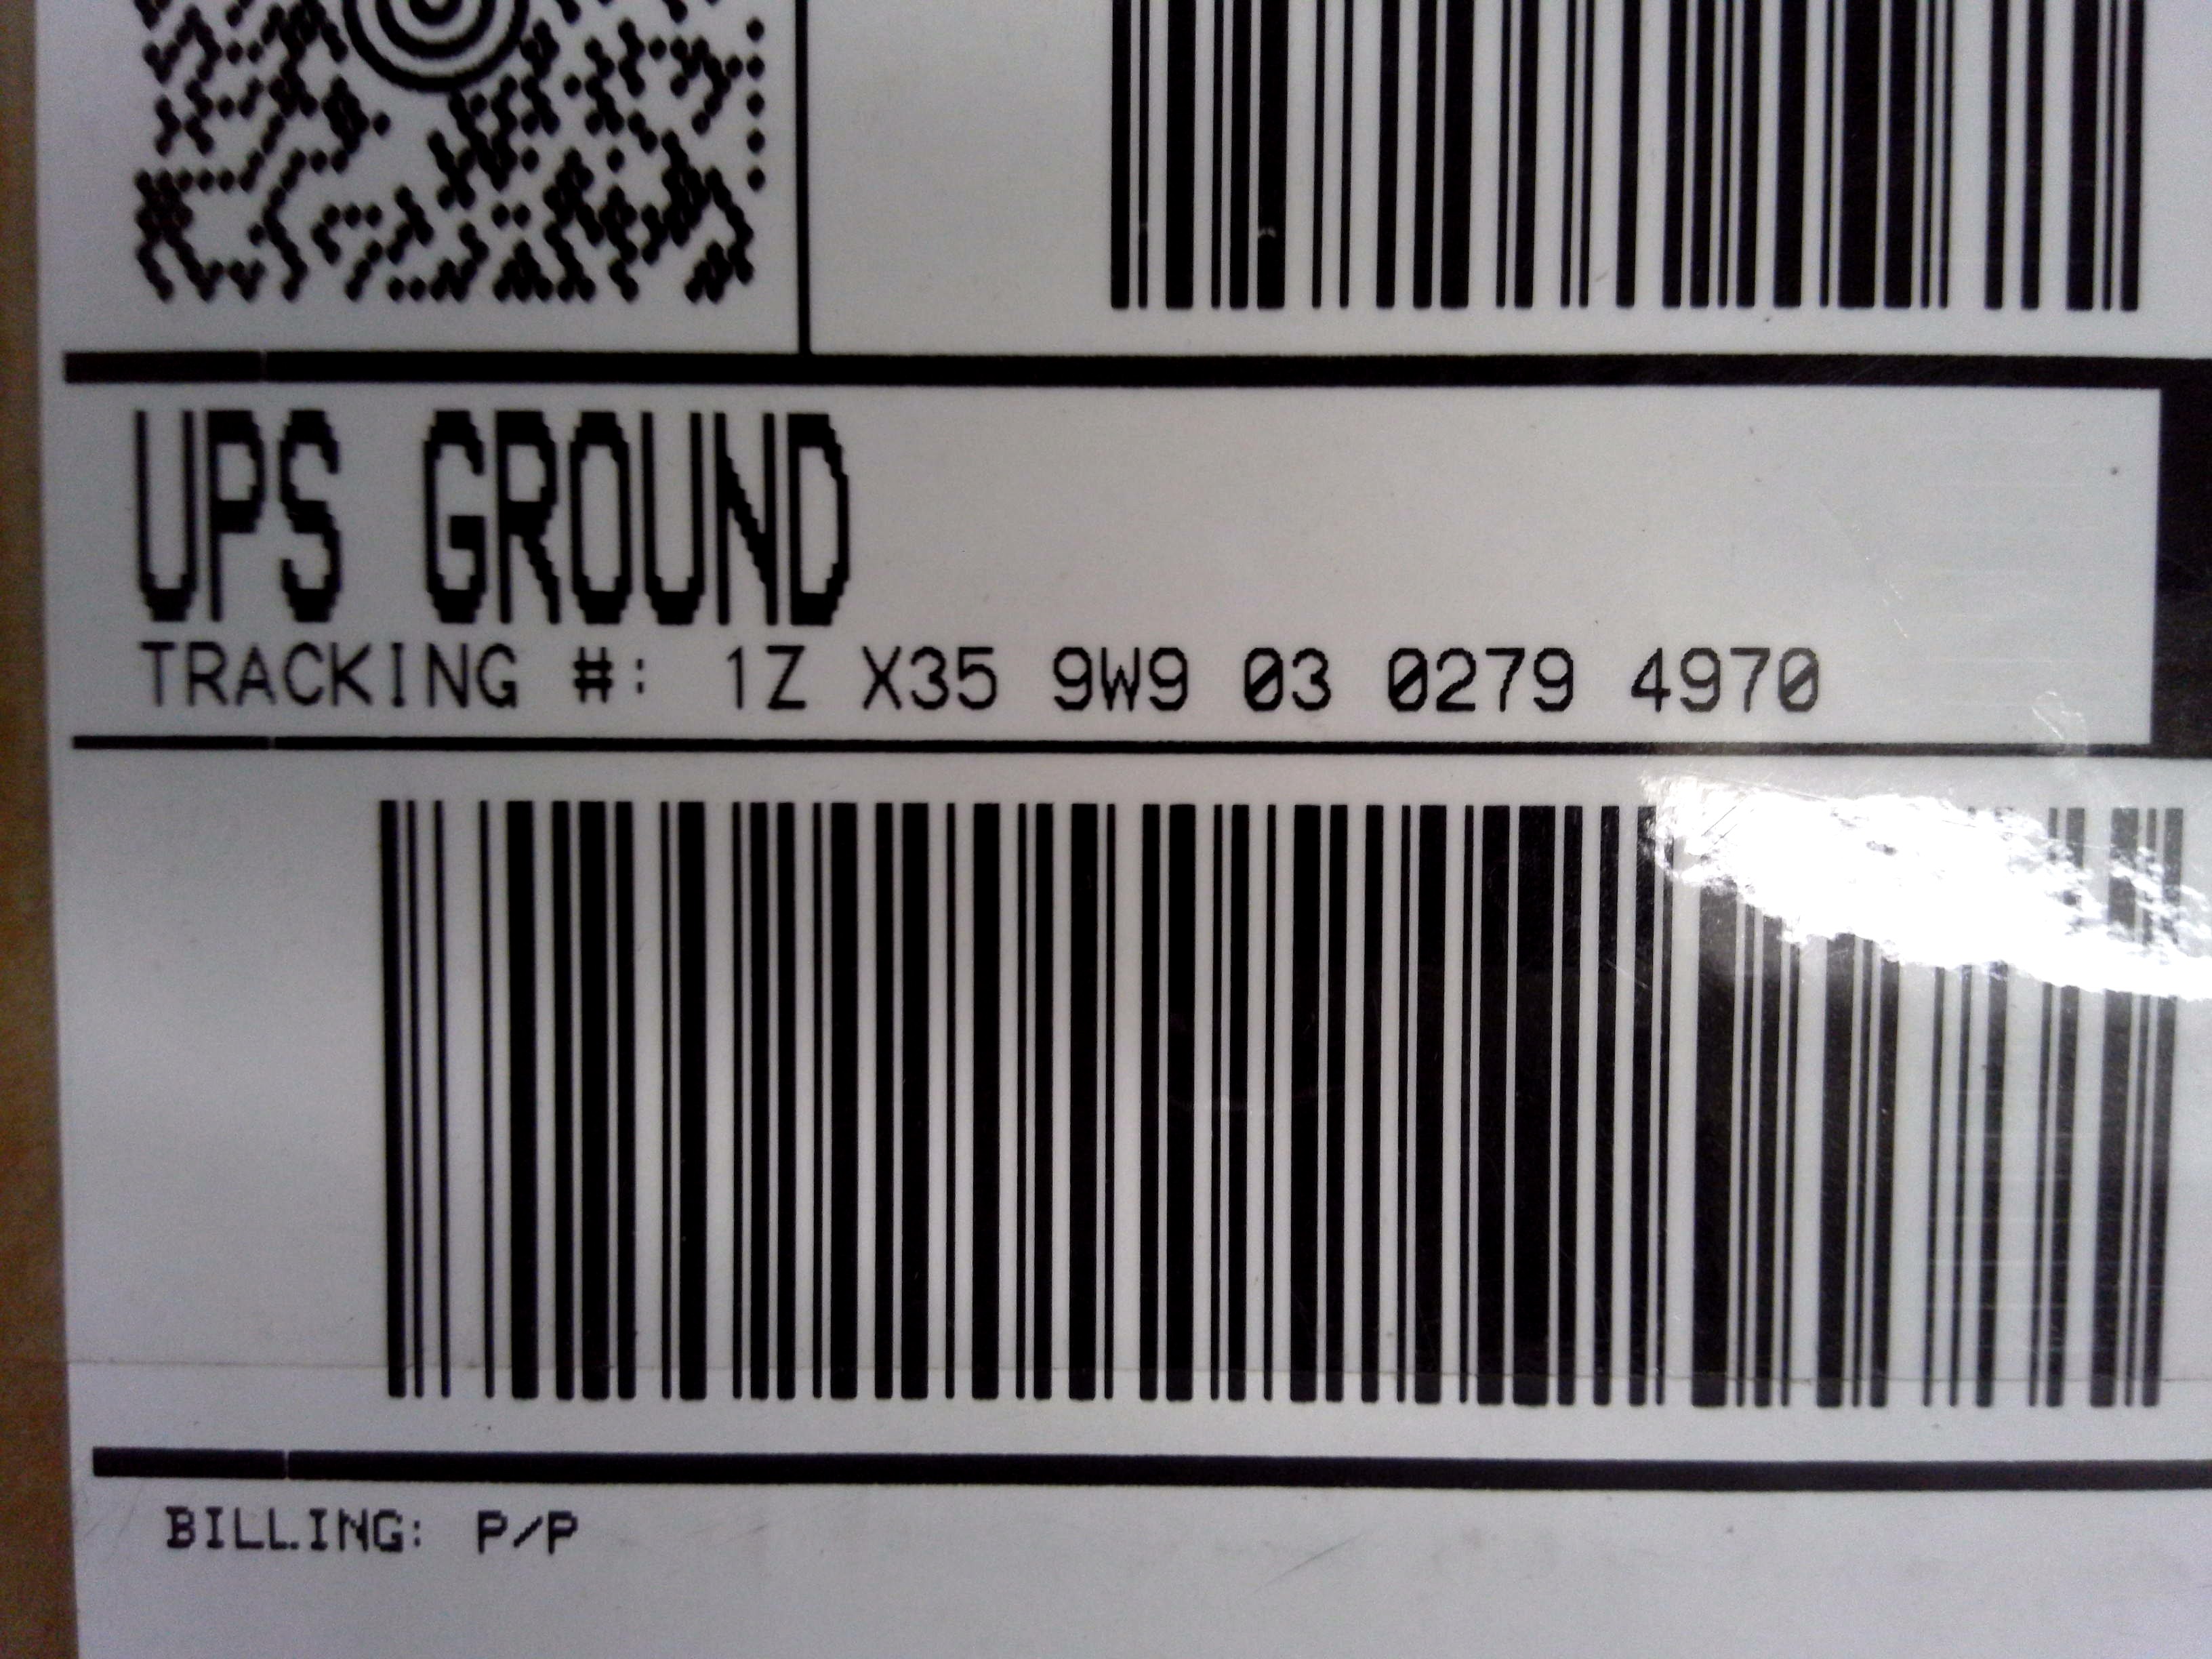 UPS GROUND
TRACKING #: 1Z X35 9W9 03 0279 4970
BILLING: P/P